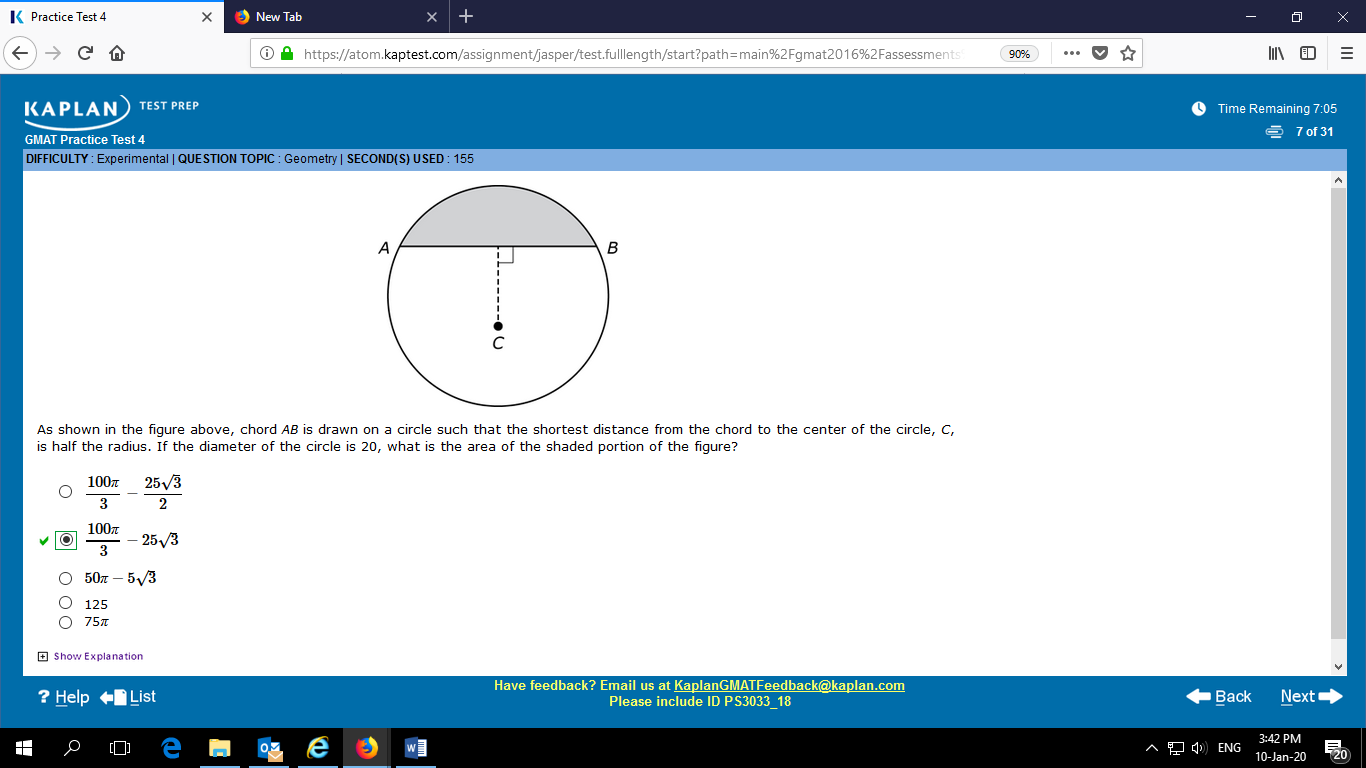 Practice Test 4
New Tab
https://atom.kaptest.com/assignment/jasper/test.fulllength/start?path=main%2Fgmat2016%2Fassessments
90%
KAPLAN TEST PREP
Time Remaining 7:05
GMAT Practice Test 4
7 of 31
DIFFICULTY : Experimental | QUESTION TOPIC : Geometry | SECOND(S) USED : 155
A
B
C
As shown in the figure above, chord AB is drawn on a circle such that the shortest distance from the chord to the center of the circle, C,
is half the radius. If the diameter of the circle is 20, what is the area of the shaded portion of the figure?
100π/3 − 25√3/2
100π/3 − 25√3
50π − 5√3
125
75π
Show Explanation
Have feedback? Email us at KaplanGMATFeedback@kaplan.com
Please include ID PS3033_18
? Help
List
Back
Next
ENG
3:42 PM
10-Jan-20
20